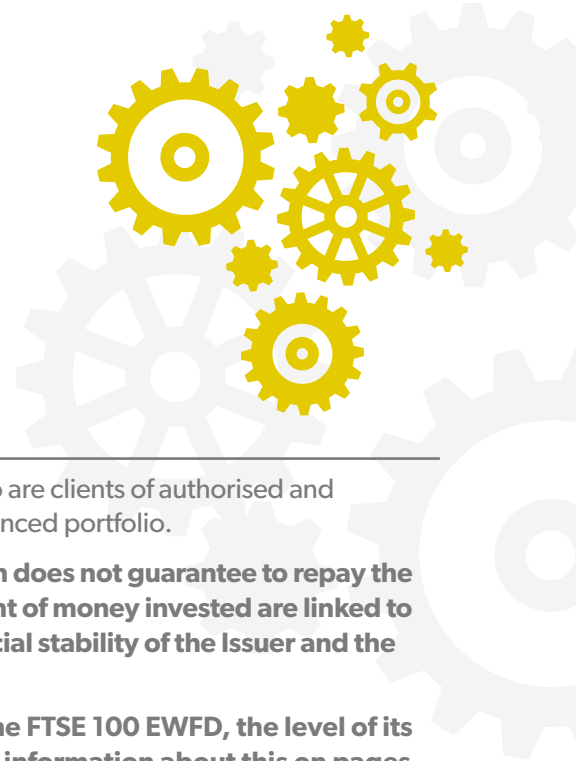 are clients of authorised and
nced portfolio.
does not guarantee to repay the
t of money invested are linked to
cial stability of the Issuer and the
e FTSE 100 EWFD, the level of its
information about this on pages